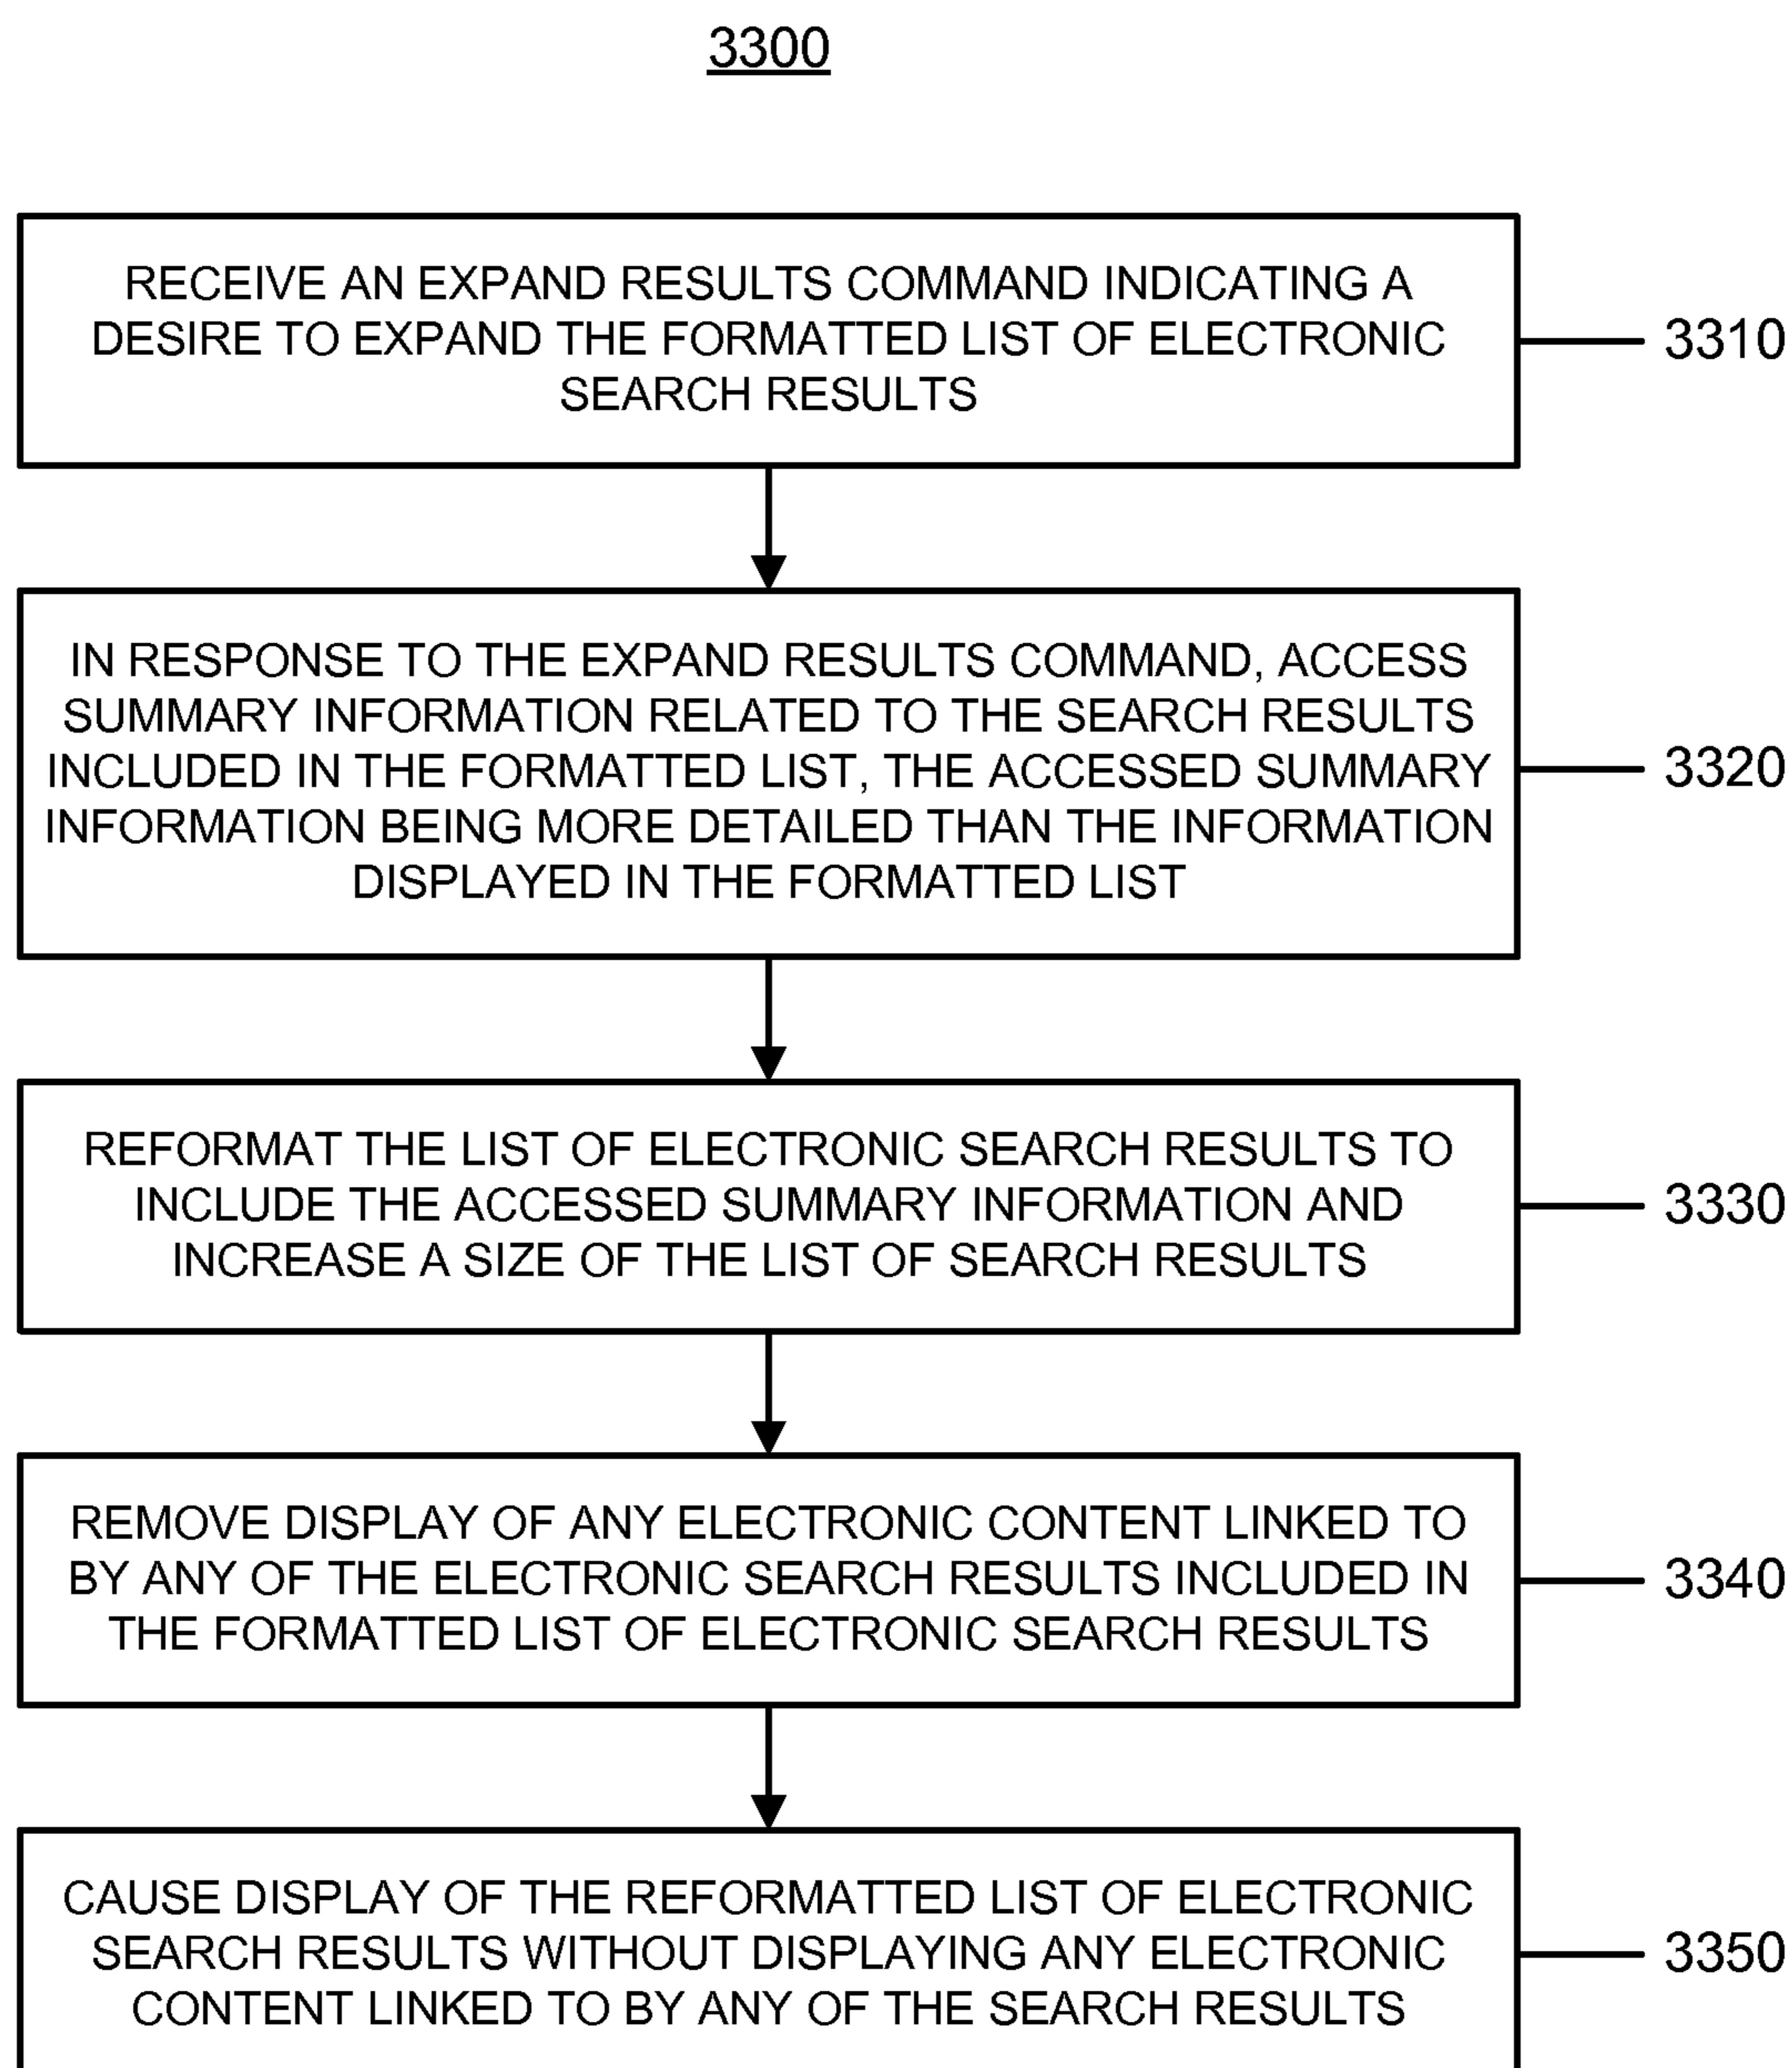 3300
RECEIVE AN EXPAND RESULTS COMMAND INDICATING A
DESIRE TO EXPAND THE FORMATTED LIST OF ELECTRONIC
SEARCH RESULTS
3310
IN RESPONSE TO THE EXPAND RESULTS COMMAND, ACCESS
SUMMARY INFORMATION RELATED TO THE SEARCH RESULTS
INCLUDED IN THE FORMATTED LIST, THE ACCESSED SUMMARY
INFORMATION BEING MORE DETAILED THAN THE INFORMATION
DISPLAYED IN THE FORMATTED LIST
3320
REFORMAT THE LIST OF ELECTRONIC SEARCH RESULTS TO
INCLUDE THE ACCESSED SUMMARY INFORMATION AND
INCREASE A SIZE OF THE LIST OF SEARCH RESULTS
3330
REMOVE DISPLAY OF ANY ELECTRONIC CONTENT LINKED TO
BY ANY OF THE ELECTRONIC SEARCH RESULTS INCLUDED IN
THE FORMATTED LIST OF ELECTRONIC SEARCH RESULTS
3340
CAUSE DISPLAY OF THE REFORMATTED LIST OF ELECTRONIC
SEARCH RESULTS WITHOUT DISPLAYING ANY ELECTRONIC
CONTENT LINKED TO BY ANY OF THE SEARCH RESULTS
3350